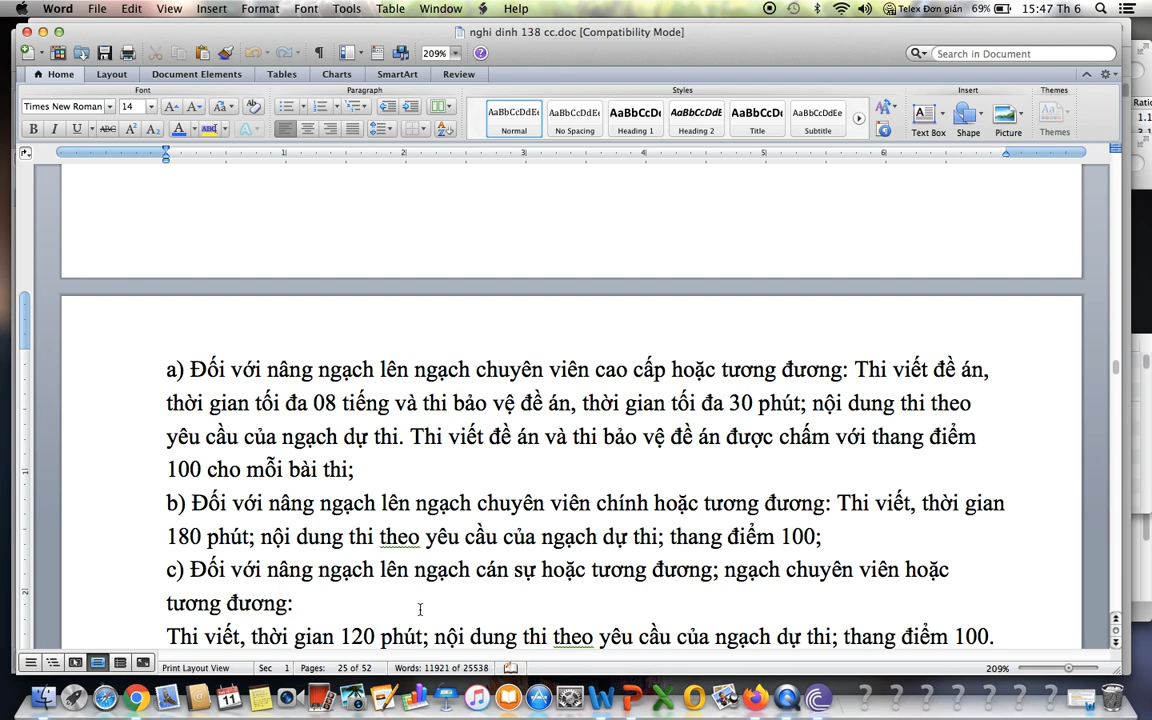 Word File Edit View Insert Format Font Tools Table Window Help Telex Đơn giản 69% 15:47 Th 6
nghi dinh 138 cc.doc [Compatibility Mode]
209% Search in Document
Home Layout Document Elements Tables Charts SmartArt Review
Font Paragraph Styles Insert Themes
Times New Roman 14 AaBbCcDdEe AaBbCcDdEe AaBbCcDc AaBbCcDdE AaBbCcDc AaBbCcDdEe
B I U ABC Normal No Spacing Heading 1 Heading 2 Title Subtitle Text Box Shape Picture Themes
a) Đối với nâng ngạch lên ngạch chuyên viên cao cấp hoặc tương đương: Thi viết đề án,
thời gian tối đa 08 tiếng và thi bảo vệ đề án, thời gian tối đa 30 phút; nội dung thi theo
yêu cầu của ngạch dự thi. Thi viết đề án và thi bảo vệ đề án được chấm với thang điểm
100 cho mỗi bài thi;
b) Đối với nâng ngạch lên ngạch chuyên viên chính hoặc tương đương: Thi viết, thời gian
180 phút; nội dung thi theo yêu cầu của ngạch dự thi; thang điểm 100;
c) Đối với nâng ngạch lên ngạch cán sự hoặc tương đương; ngạch chuyên viên hoặc
tương đương:
Thi viết, thời gian 120 phút; nội dung thi theo yêu cầu của ngạch dự thi; thang điểm 100.
Print Layout View Sec 1 Pages: 25 of 52 Words: 11921 of 25538 209%